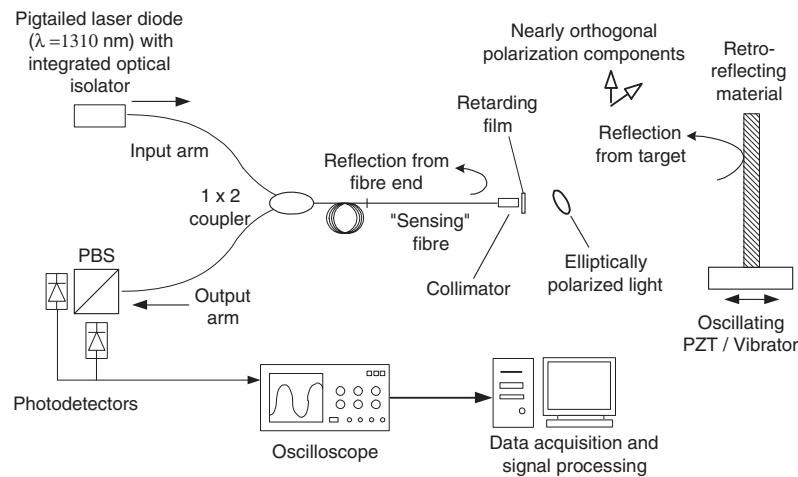 Pigtailed laser diode
(λ =1310 nm) with
integrated optical
isolator
Input arm
1 x 2
coupler
Reflection from
fibre end
"Sensing"
fibre
Retarding
film
Collimator
Nearly orthogonal
polarization components
Elliptically
polarized light
Retro-
reflecting
material
Reflection
from target
Oscillating
PZT / Vibrator
PBS
Output
arm
Photodetectors
Oscilloscope
Data acquisition and
signal processing